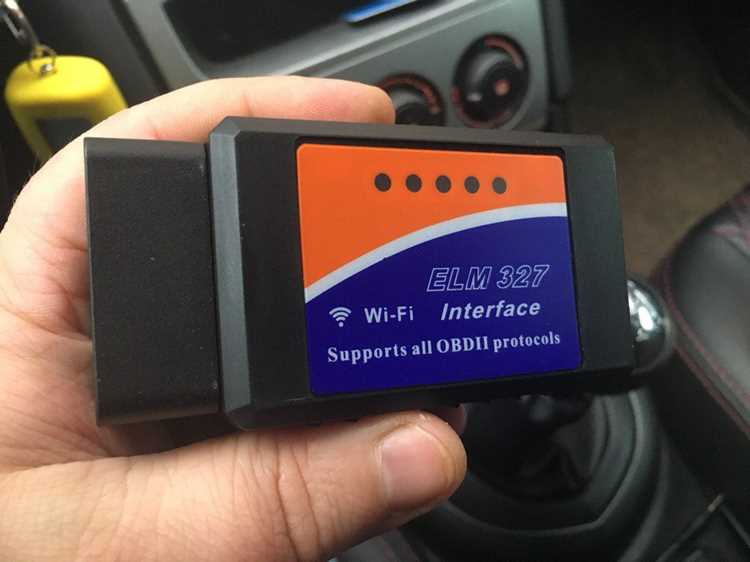 ELM 327
Wi-Fi Interface
Supports all OBDII protocols